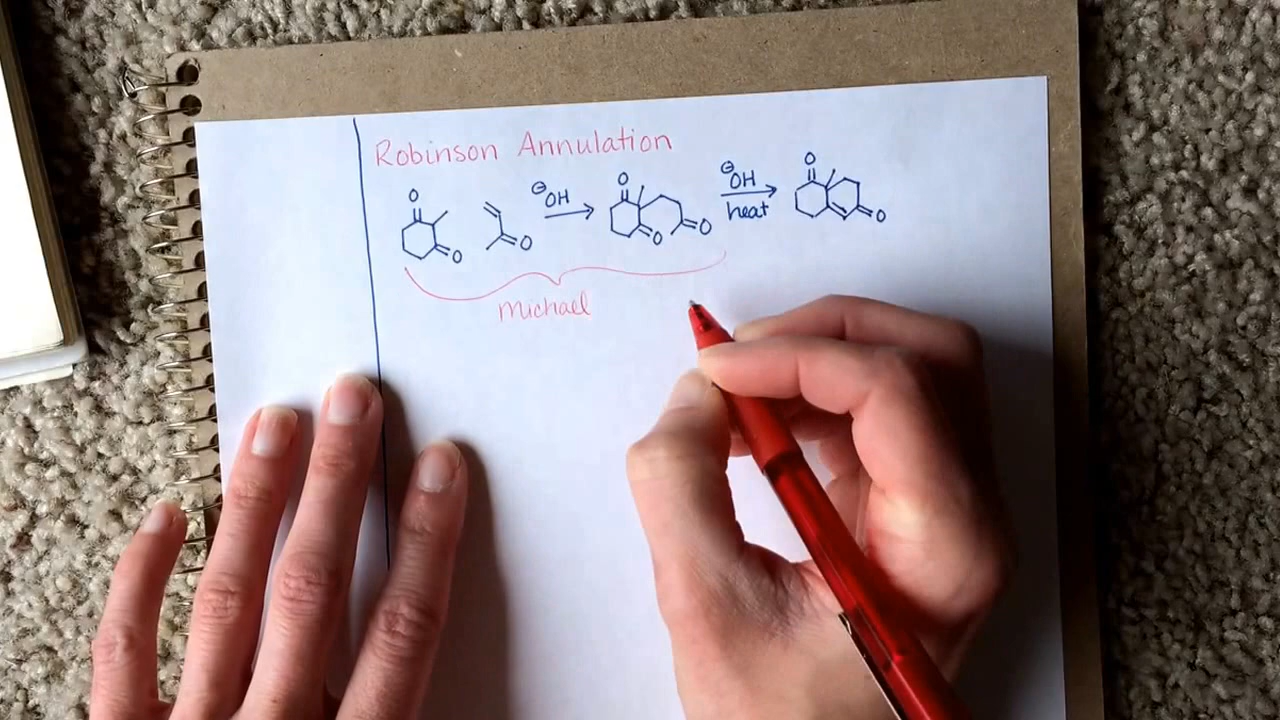 Robinson Annulation
O O O ⊖OH O O O ⊖OH heat O O
Michael